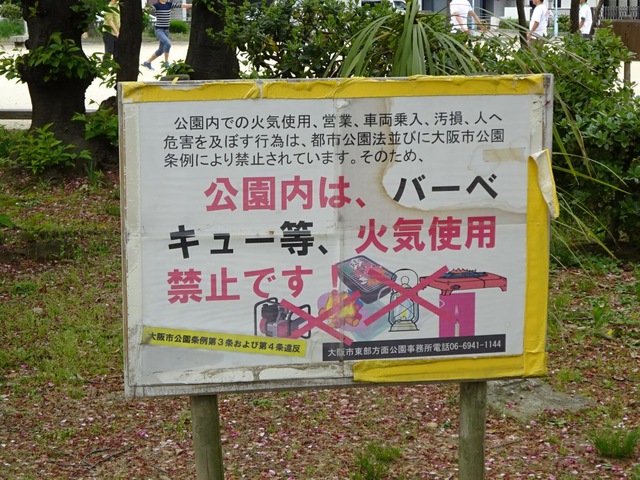 公園内での火気使用、営業、車両乗入、汚損、人へ
危害を及ぼす行為は、都市公園法並びに大阪市公園
条例により禁止されています。そのため、
公園内は、バーベ
キュー等、火気使用
禁止です！
大阪市公園条例第3条および第4条違反
大阪市東部方面公園事務所電話06-6941-1144